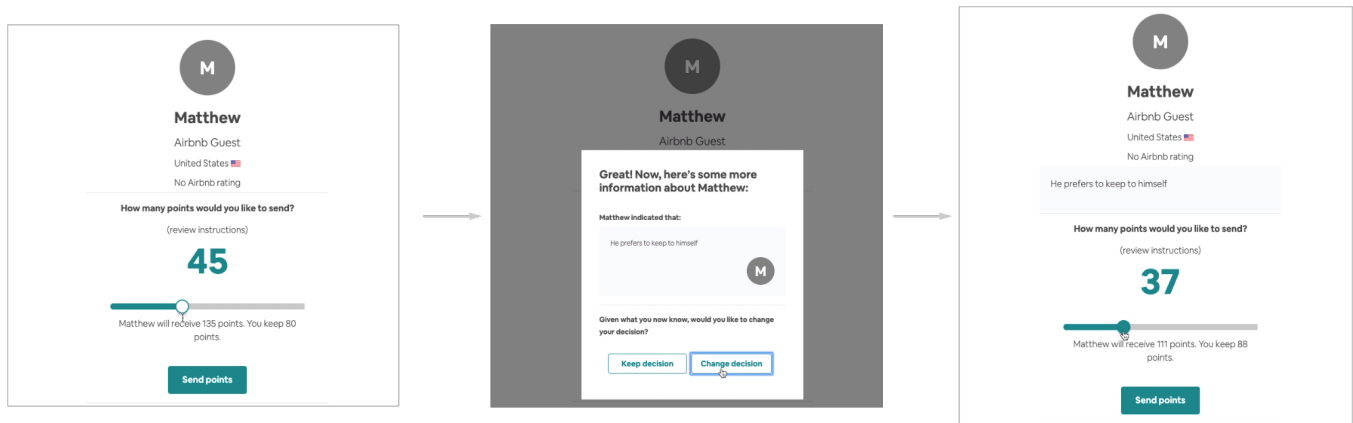 M
Matthew
Airbnb Guest
United States
No Airbnb rating
How many points would you like to send?
(review instructions)
45
Matthew will receive 135 points. You keep 80
points.
Send points
M
Matthew
Airbnb Guest
Great! Now, here's some more
information about Matthew:
Matthew indicated that:
He prefers to keep to himself
M
Given what you now know, would you like to change
your decision?
Keep decision
Change decision
M
Matthew
Airbnb Guest
United States
No Airbnb rating
He prefers to keep to himself
How many points would you like to send?
(review instructions)
37
Matthew will receive 111 points. You keep 88
points.
Send points